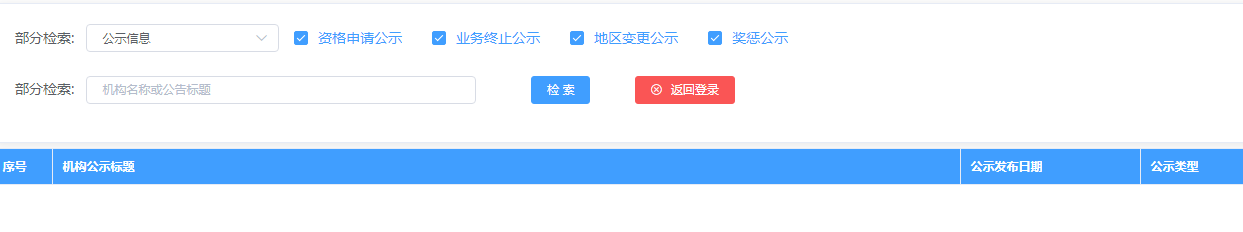 部分检索: 公示信息 资格申请公示 业务终止公示 地区变更公示 奖惩公示
部分检索: 机构名称或公告标题 检 索 返回登录
序号 机构公示标题 公示发布日期 公示类型